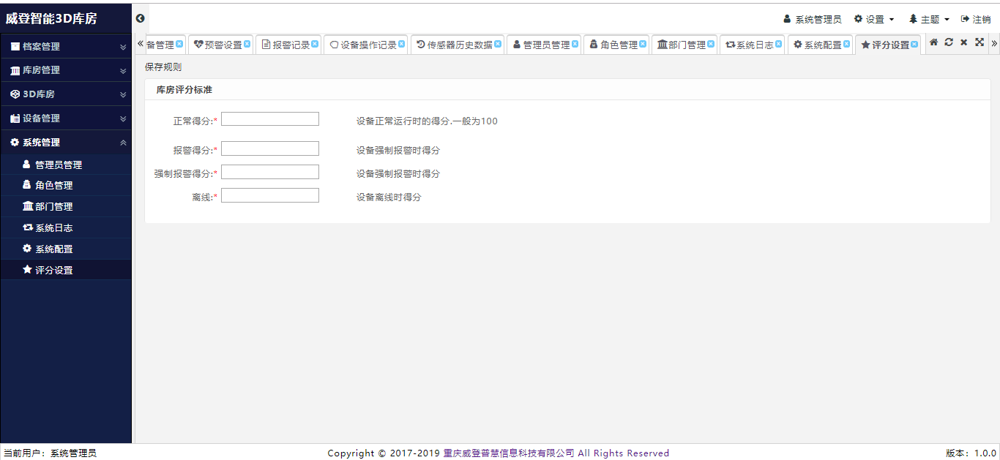 威登智能3D库房
系统管理员 设置 主题 注销
备管理 预警设置 报警记录 设备操作记录 传感器历史数据 管理员管理 角色管理 部门管理 系统日志 系统配置 评分设置
档案管理
库房管理
3D库房
设备管理
系统管理
管理员管理
角色管理
部门管理
系统日志
系统配置
评分设置
保存规则
库房评分标准
正常得分:* 设备正常运行时的得分.一般为100
报警得分:* 设备强制报警时得分
强制报警得分:* 设备强制报警时得分
离线:* 设备离线时得分
当前用户：系统管理员 Copyright © 2017-2019 重庆威登普慧信息科技有限公司 All Rights Reserved 版本：1.0.0